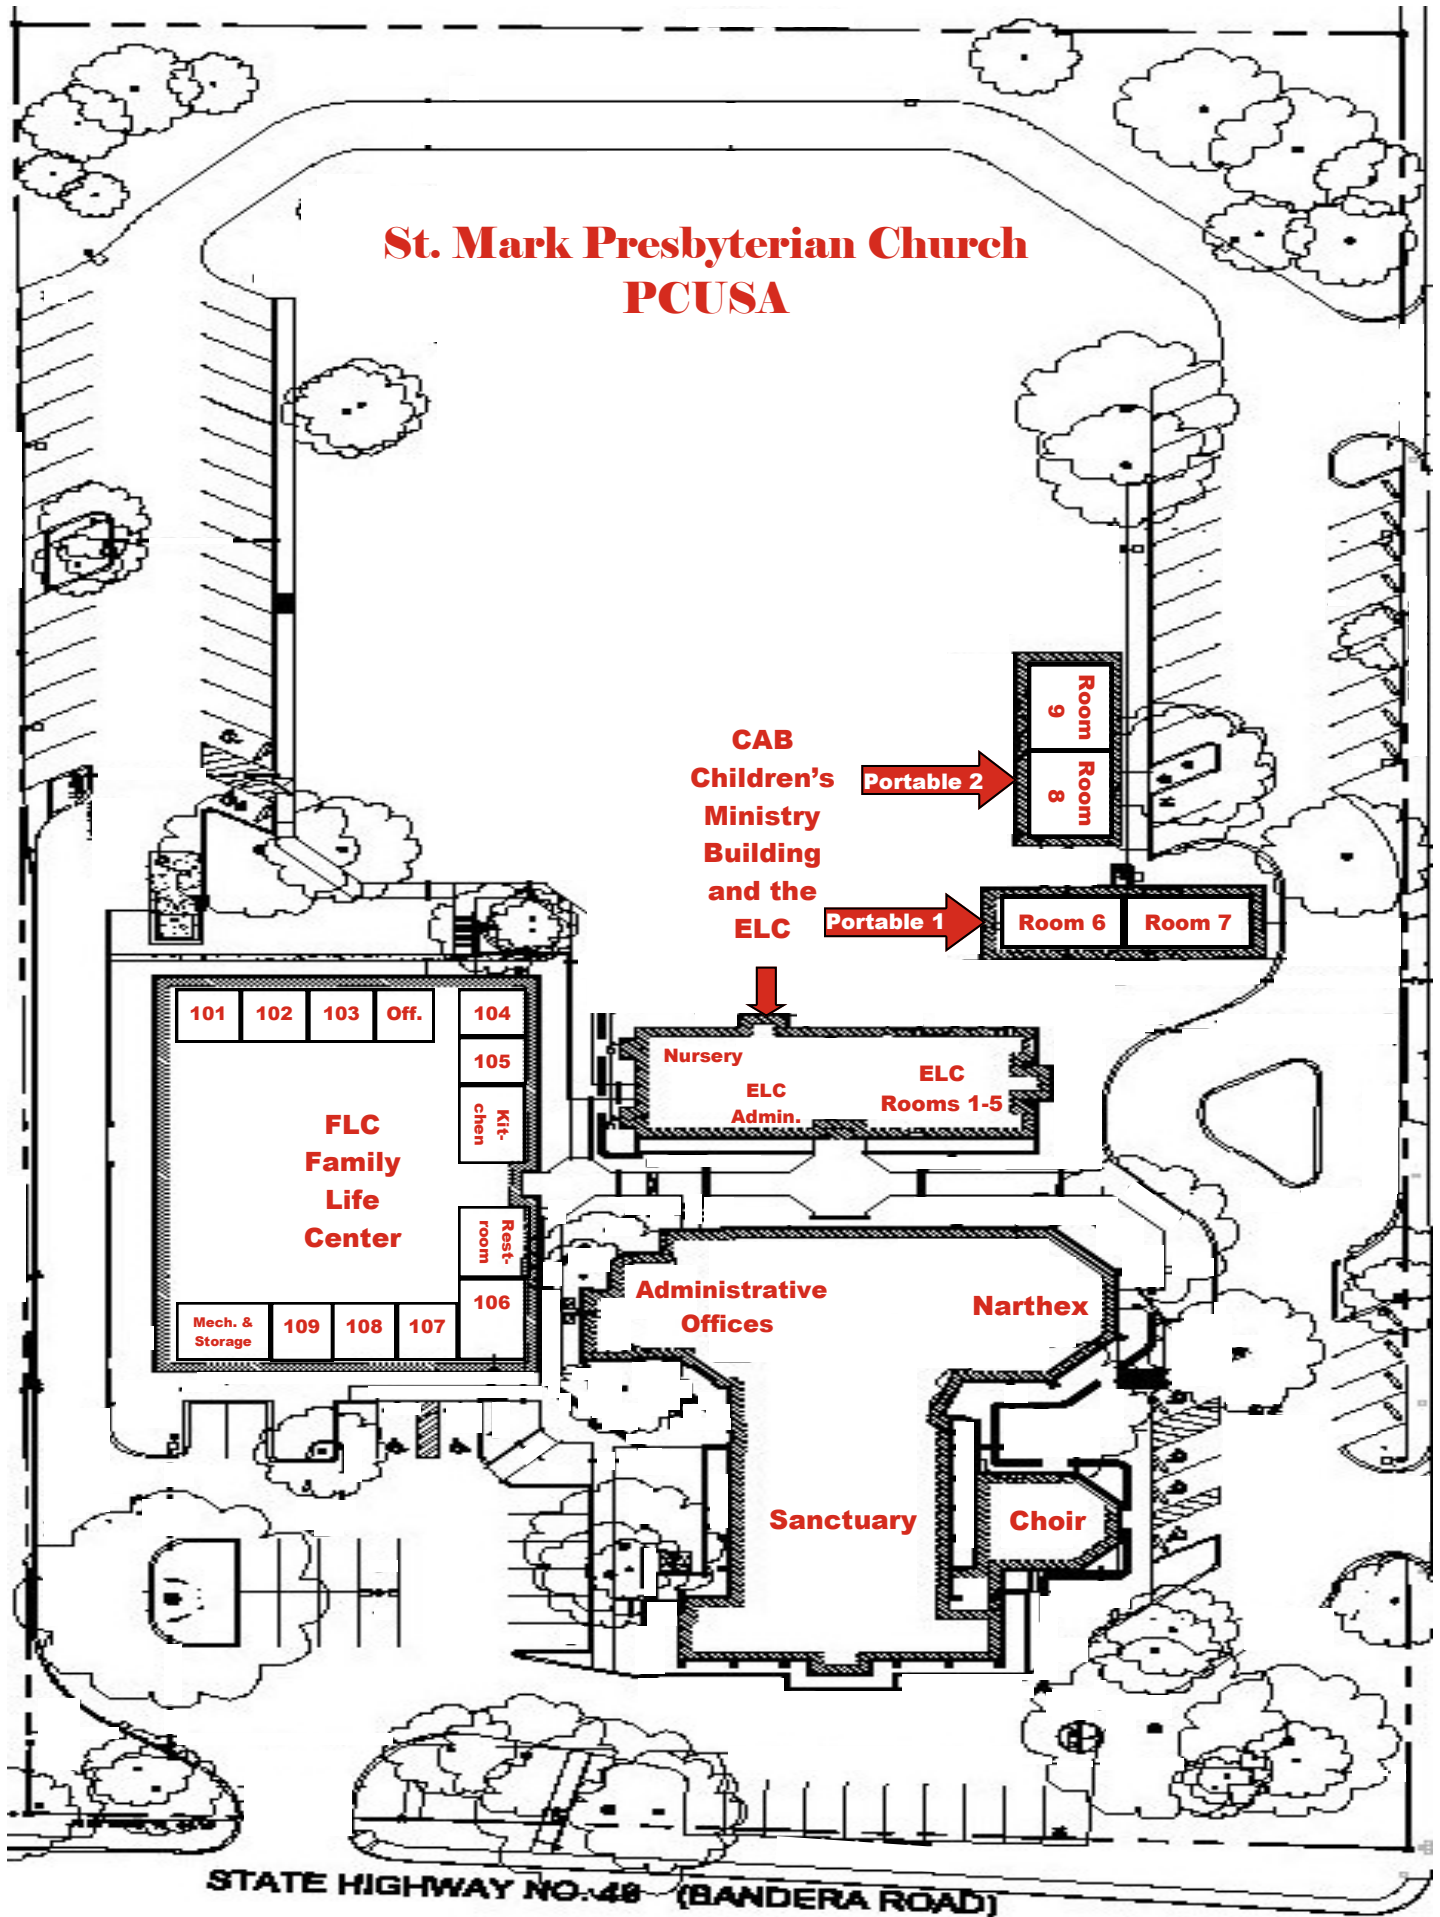 St. Mark Presbyterian Church
PCUSA
Room
9
Room
8
CAB
Children's
Ministry
Building
and the
ELC
Portable 2
Portable 1
Room 6
Room 7
101
102
103
Off.
104
105
Kit-
chen
Rest-
room
106
107
108
109
Mech. &
Storage
FLC
Family
Life
Center
Nursery
ELC
Admin.
ELC
Rooms 1-5
Administrative
Offices
Narthex
Sanctuary
Choir
STATE HIGHWAY NO. (BANDERA ROAD)